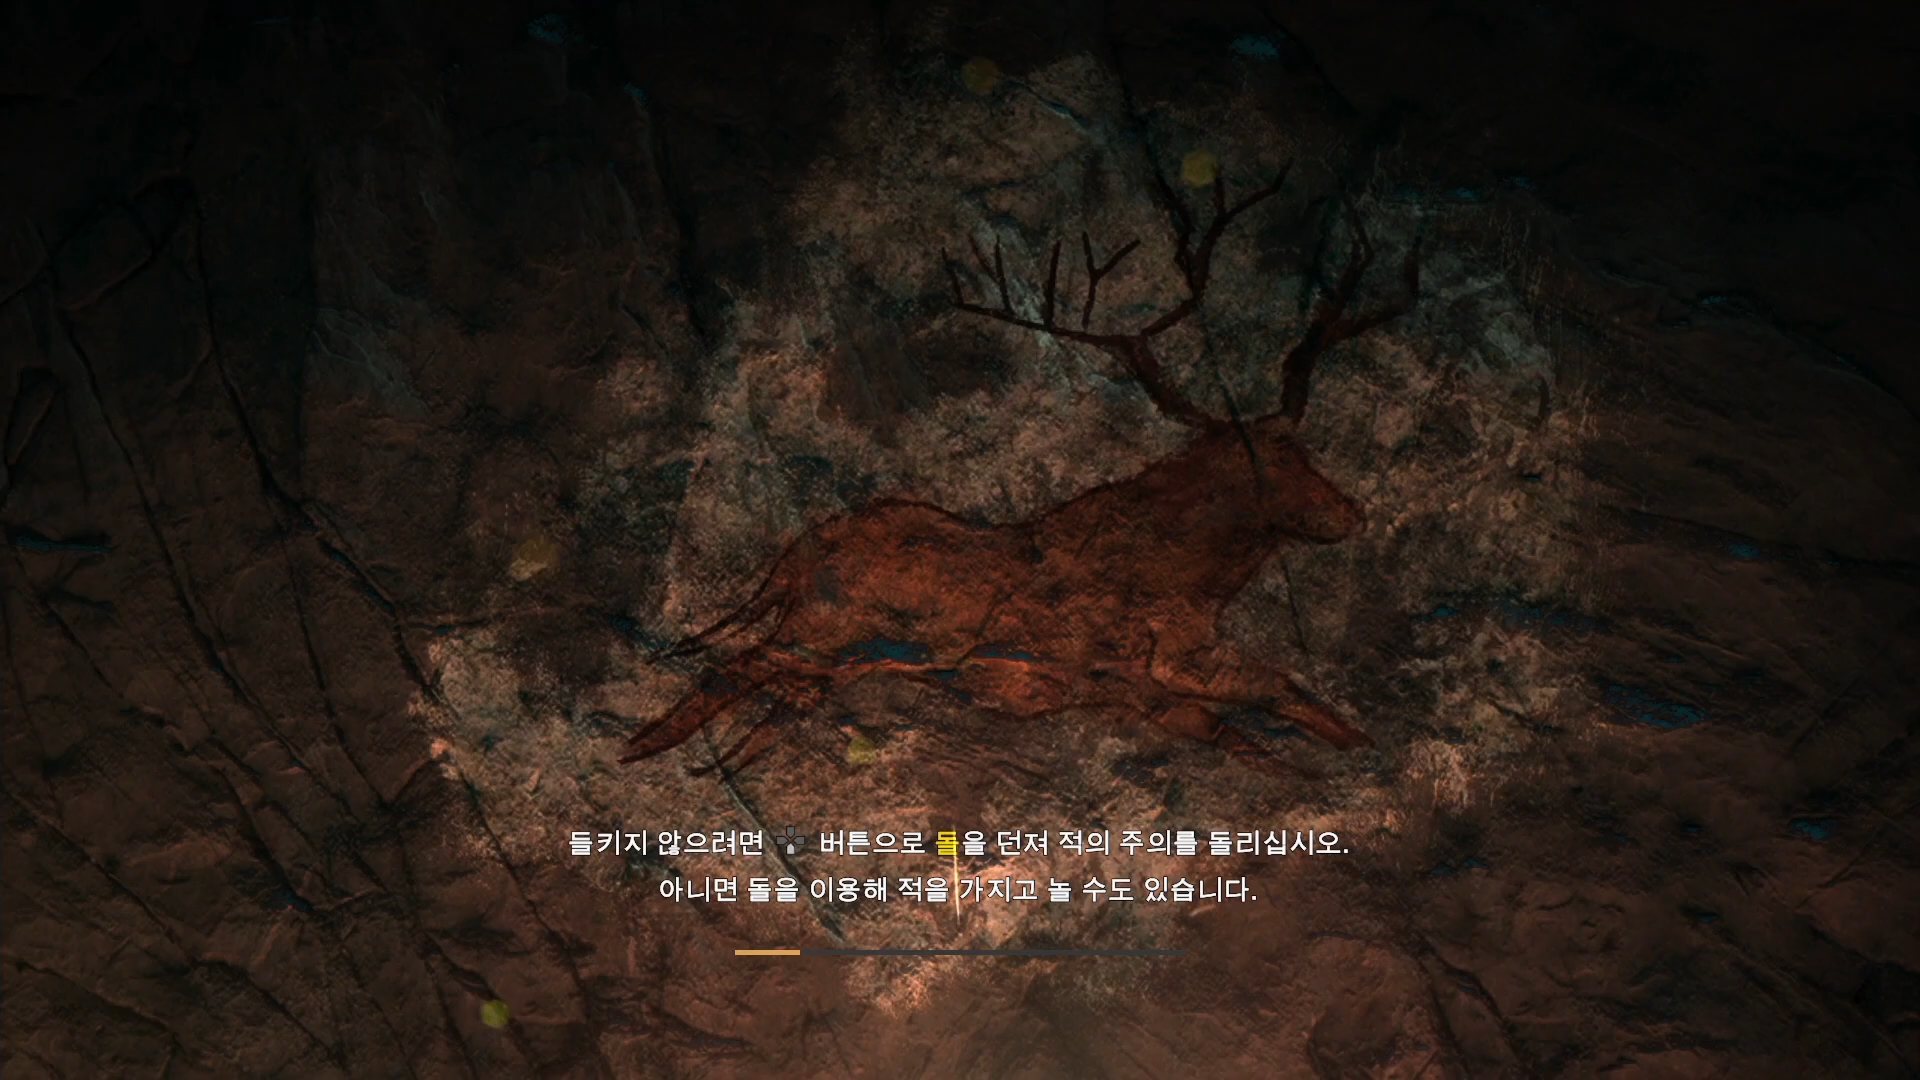 들키지 않으려면 버튼으로 돌을 던져 적의 주의를 돌리십시오.
아니면 돌을 이용해 적을 가지고 놀 수도 있습니다.